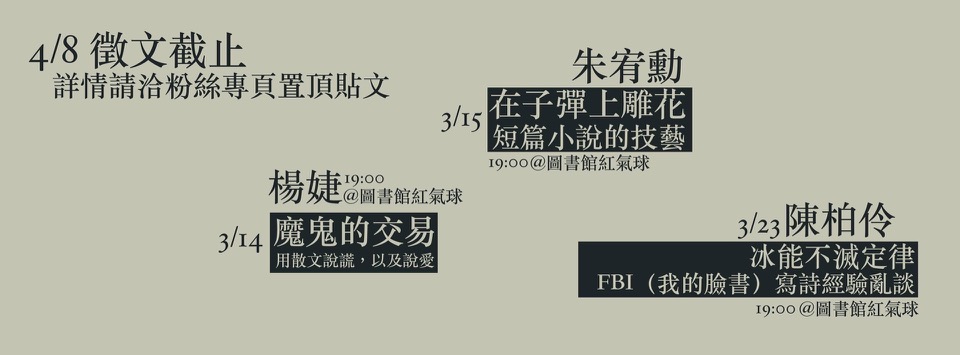 4/8 徵文截止
詳情請洽粉絲專頁置頂貼文
楊婕
19:00
@圖書館紅氣球
3/14
魔鬼的交易
用散文說謊，以及說愛
朱宥勳
3/15
在子彈上雕花
短篇小說的技藝
19:00@圖書館紅氣球
3/23 陳柏伶
冰能不滅定律
FBI（我的臉書）寫詩經驗亂談
19:00 @圖書館紅氣球